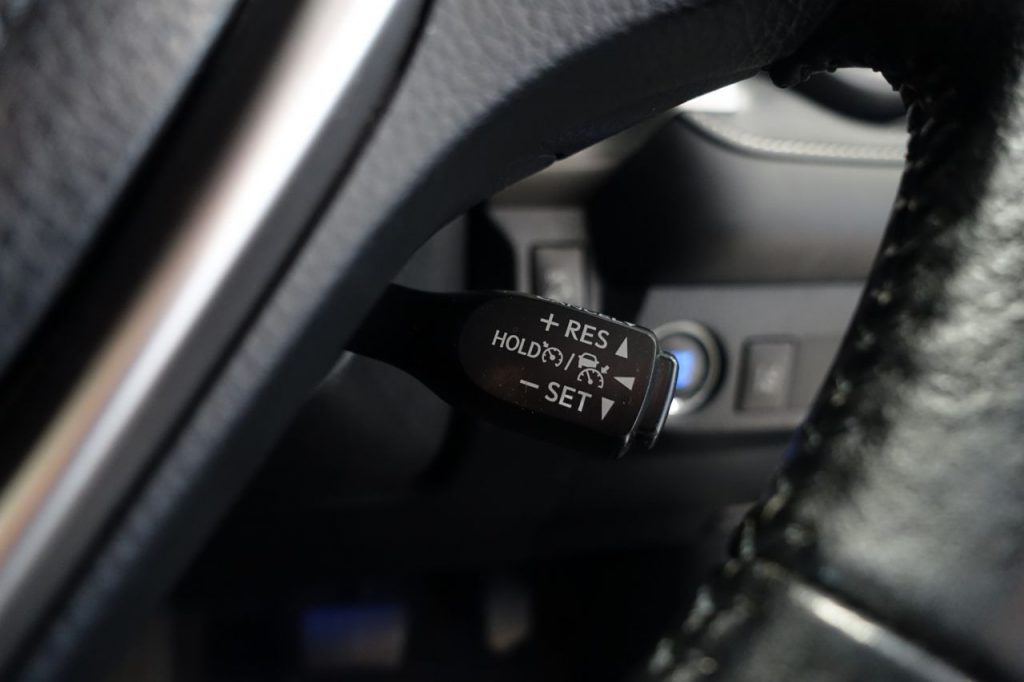 + RES ▲
HOLD /
− SET ▼